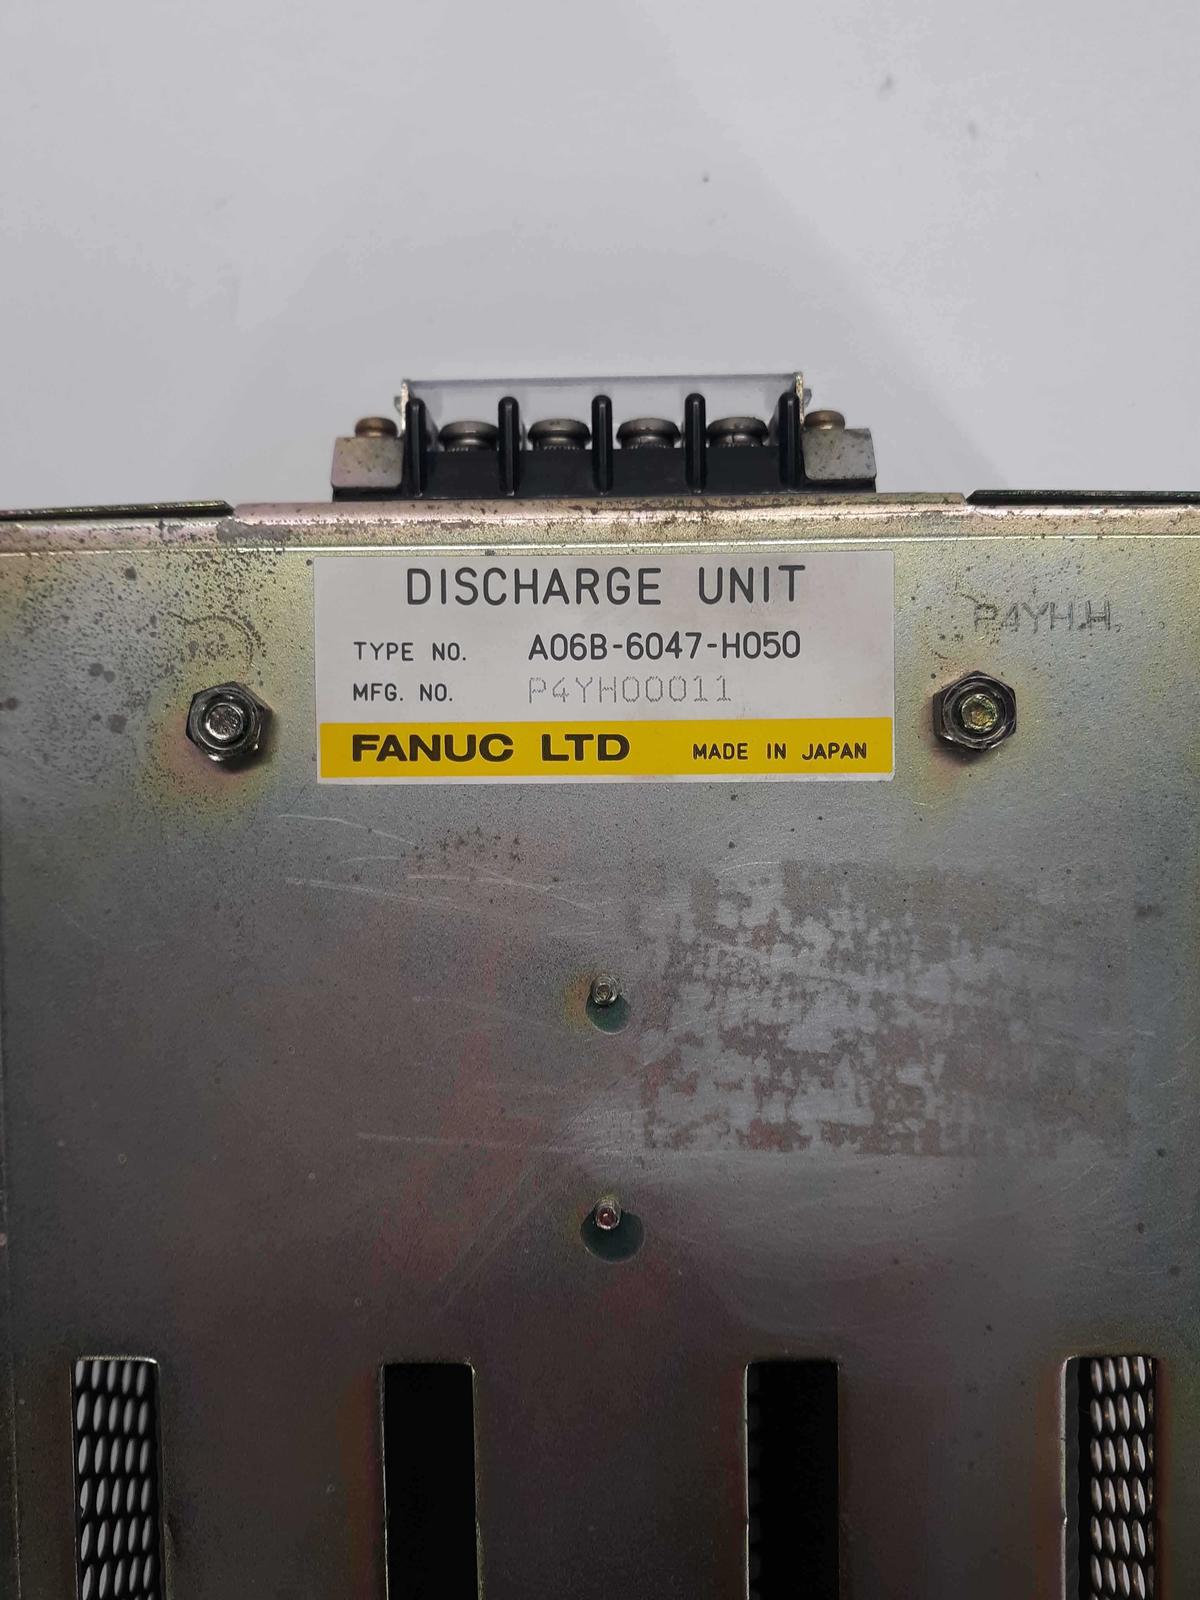 DISCHARGE UNIT
TYPE NO. A06B-6047-H050
MFG. NO. P4YH00011
FANUC LTD MADE IN JAPAN
P4YH.H.